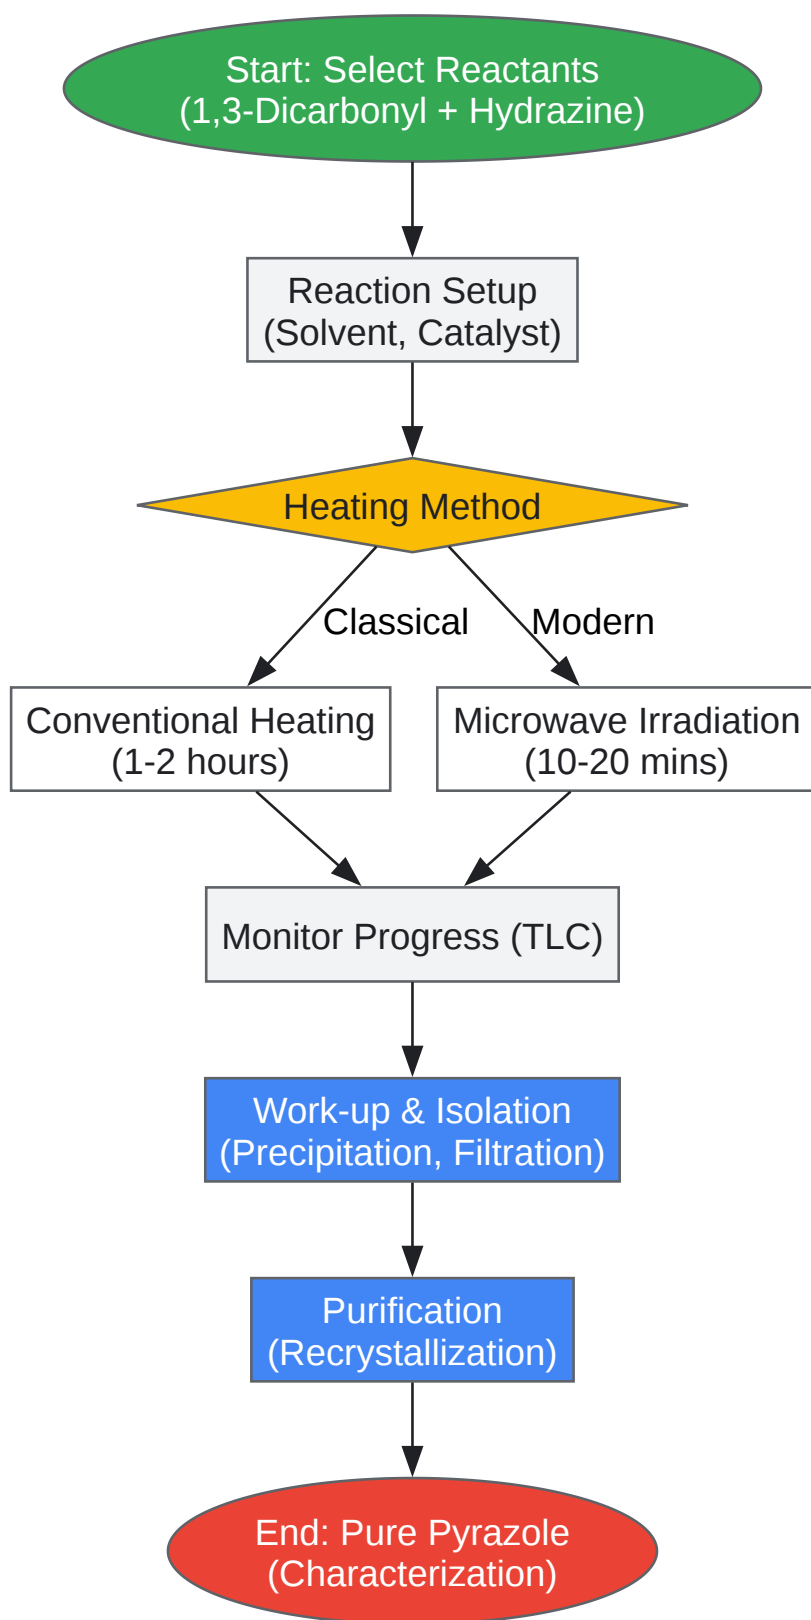 Start: Select Reactants
(1,3-Dicarbonyl + Hydrazine)
Reaction Setup
(Solvent, Catalyst)
Heating Method
Classical
Modern
Conventional Heating
(1-2 hours)
Microwave Irradiation
(10-20 mins)
Monitor Progress (TLC)
Work-up & Isolation
(Precipitation, Filtration)
Purification
(Recrystallization)
End: Pure Pyrazole
(Characterization)